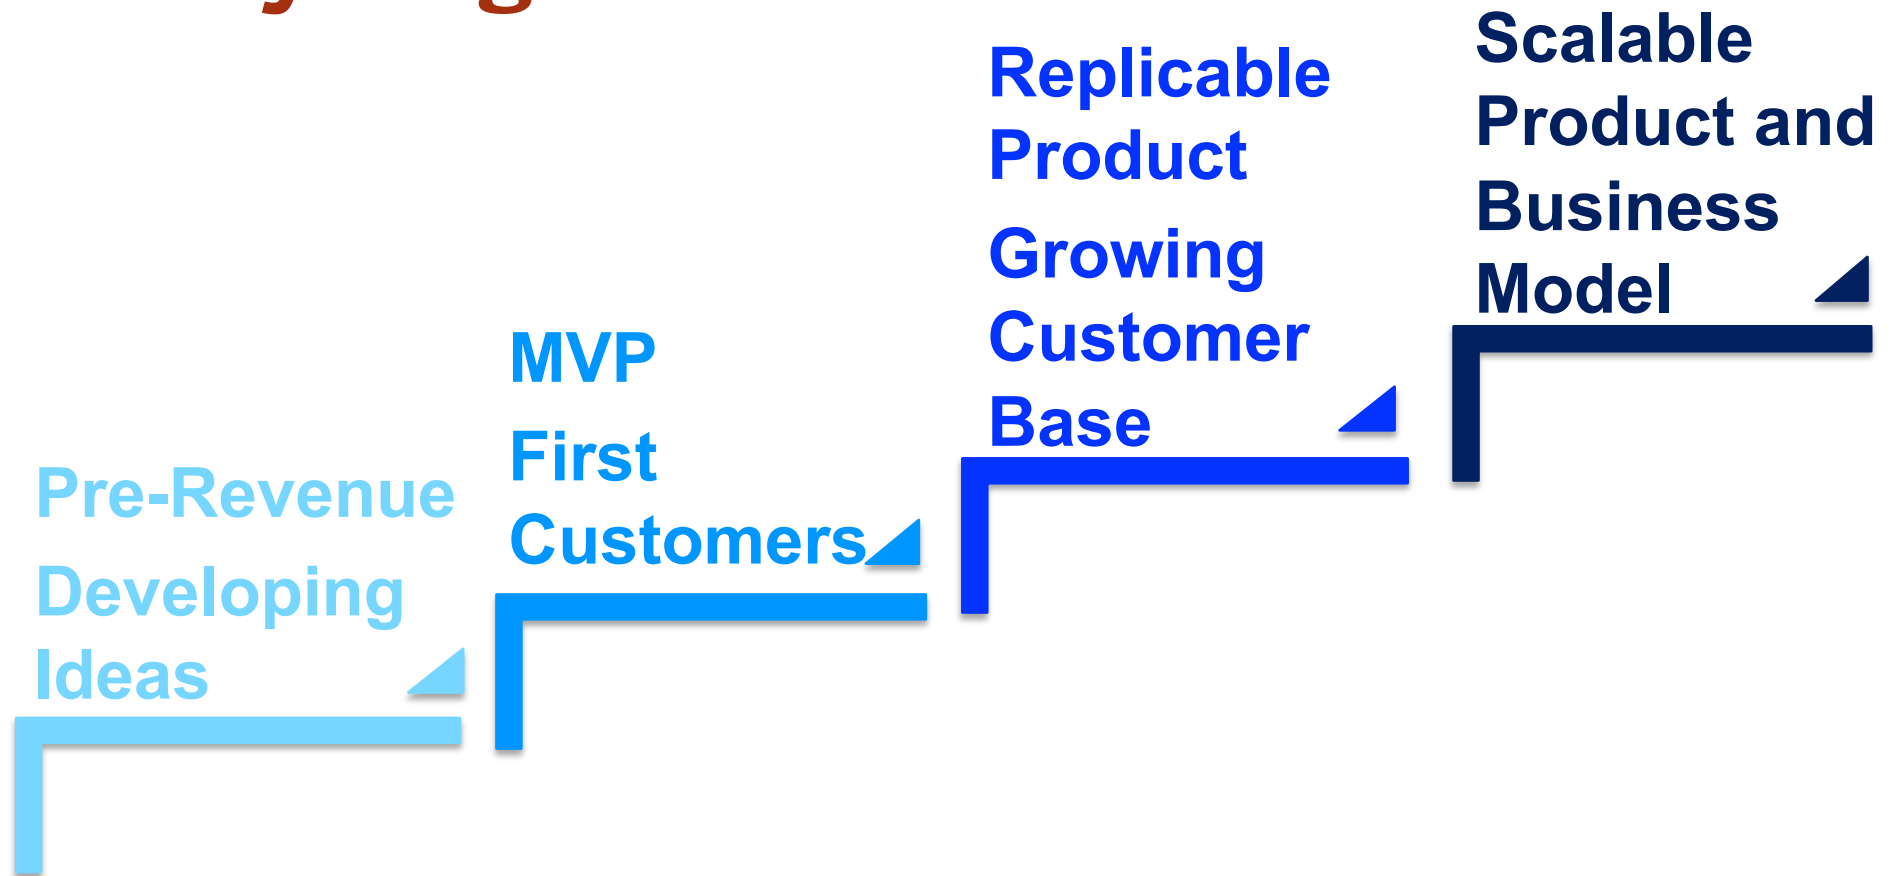 Pre-Revenue
Developing
Ideas
MVP
First
Customers
Replicable
Product
Growing
Customer
Base
Scalable
Product and
Business
Model